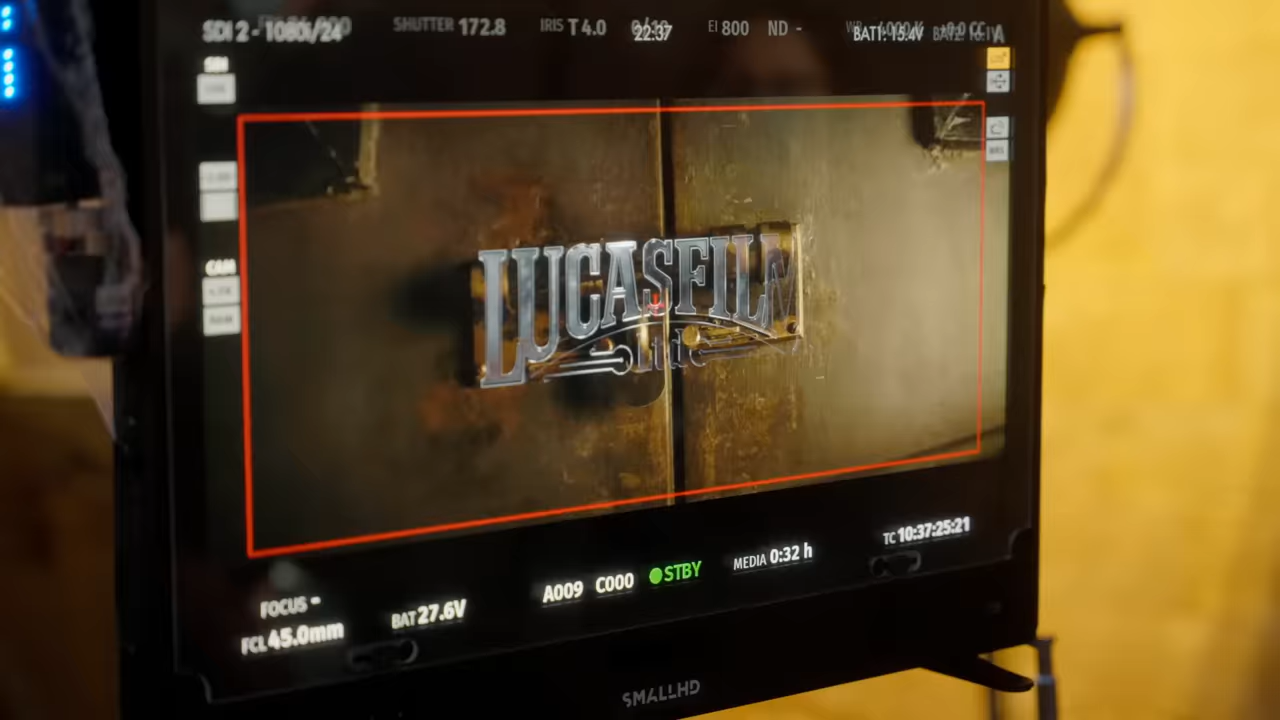 SDI 2 - 1080i/24
SHUTTER 172.8
IRIS T 4.0
22:37
EI 800
ND -
BAT1: 15.4V
CAM
LUCASFILM
Ltd
FOCUS -
FCL 45.0mm
BAT 27.6V
A009 C000
STBY
MEDIA 0:32 h
TC 10:37:25:21
SMALLHD